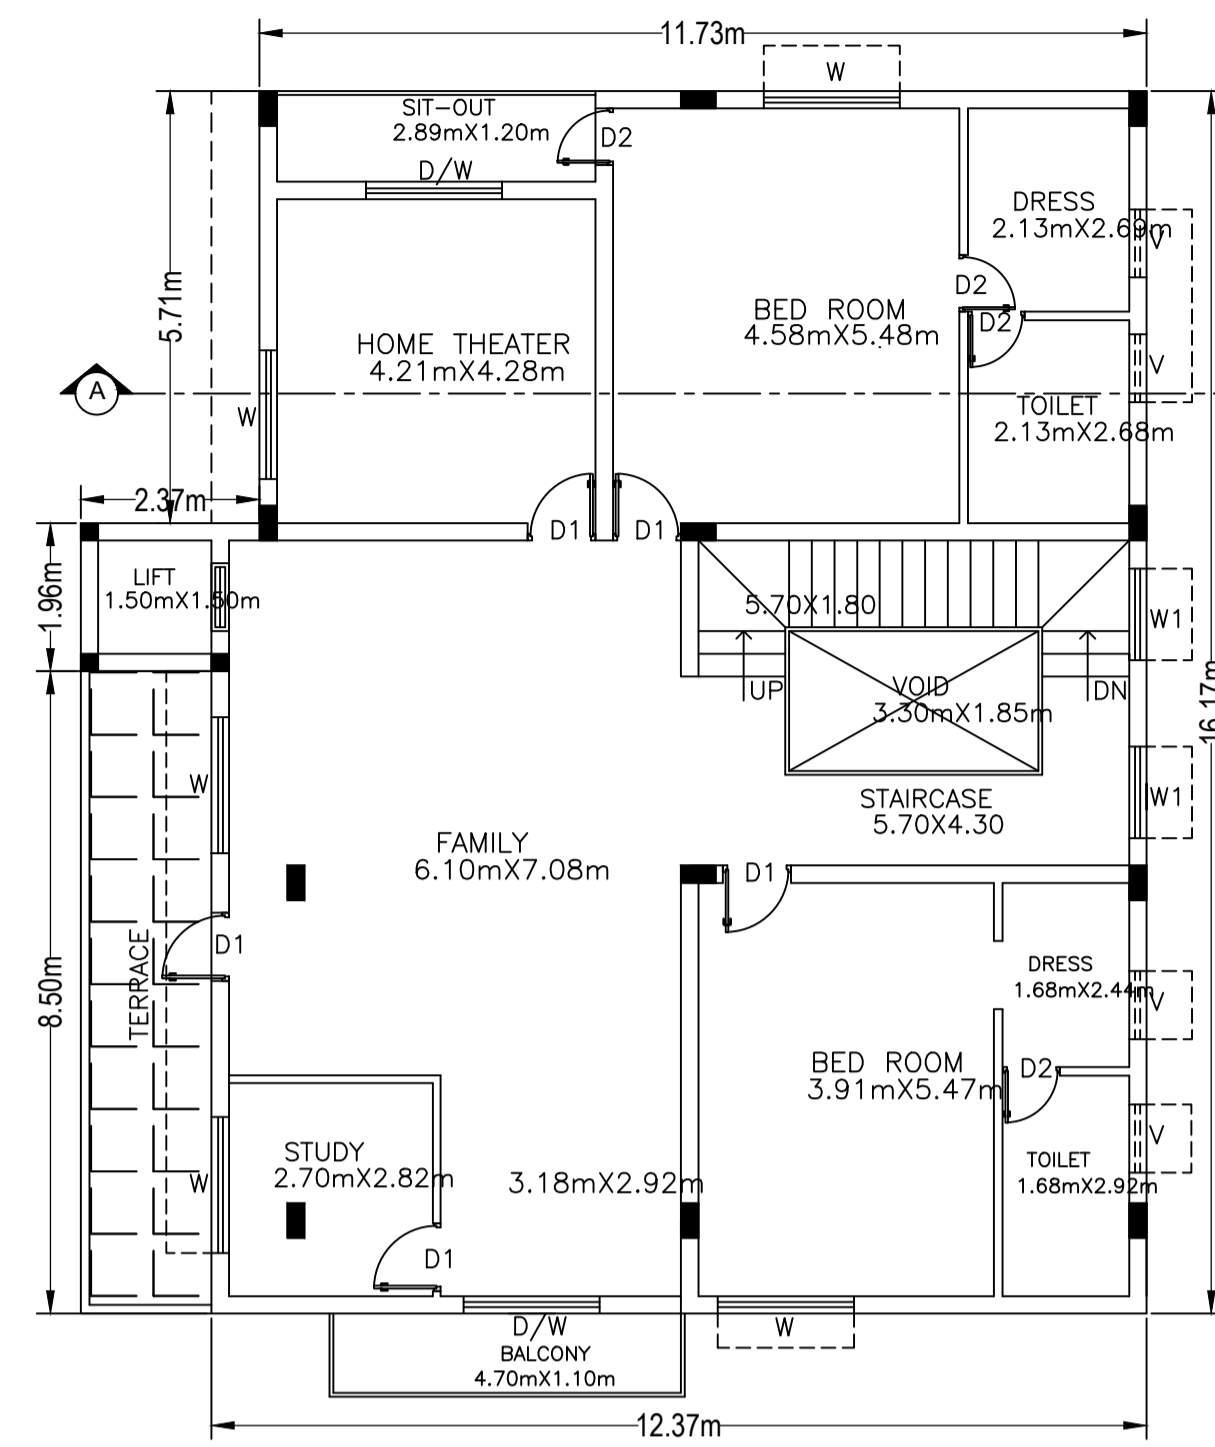 11.73m
W
SIT-OUT
2.89mX1.20m
D2
D/W
DRESS
2.13mX2.69m
V
5.71m
D2
BED ROOM
4.58mX5.48m
D2
HOME THEATER
4.21mX4.28m
V
A
W
TOILET
2.13mX2.68m
2.37m
D1
D1
LIFT
1.50mX1.50m
1.96m
5.70X1.80
W1
UP
VOID
3.30mX1.85m
DN
16.17m
W
STAIRCASE
5.70X4.30
W1
FAMILY
6.10mX7.08m
D1
D1
TERRACE
8.50m
DRESS
1.68mX2.44m
V
BED ROOM
3.91mX5.47m
D2
STUDY
2.70mX2.82m
W
3.18mX2.92m
V
TOILET
1.68mX2.92m
D1
D/W
W
BALCONY
4.70mX1.10m
12.37m